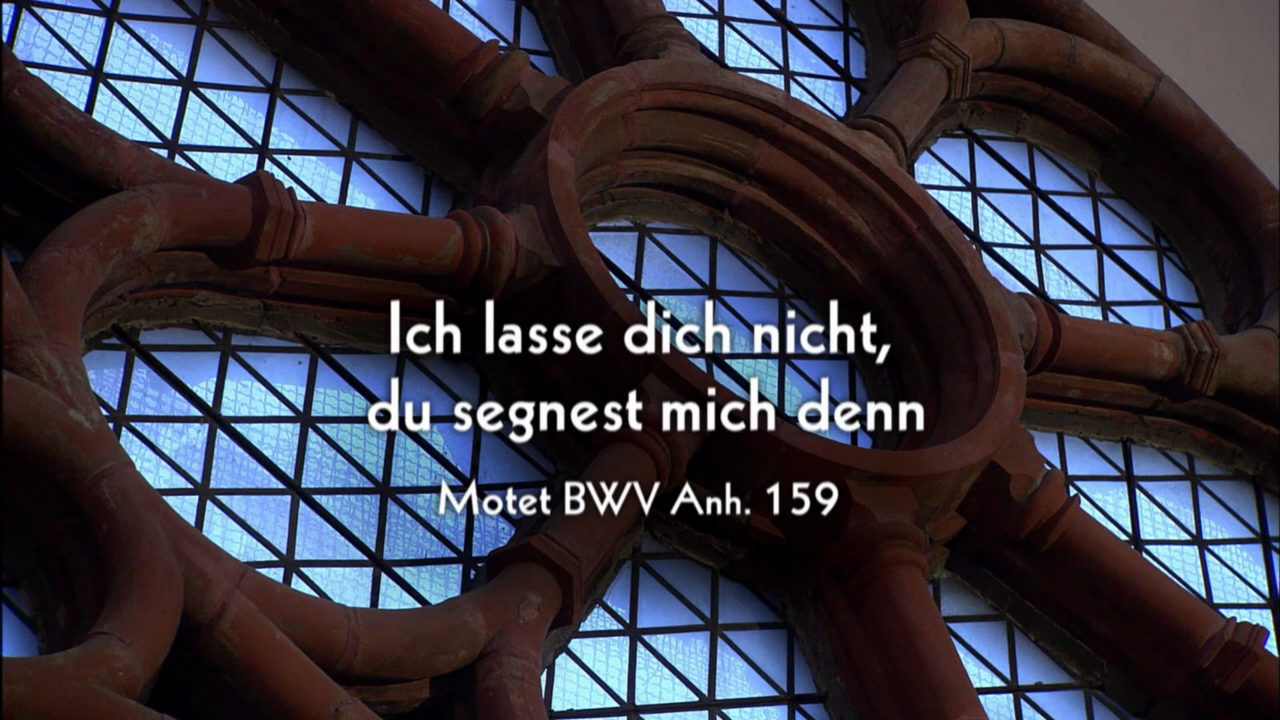 Ich lasse dich nicht,
du segnest mich denn
Motet BWV Anh. 159